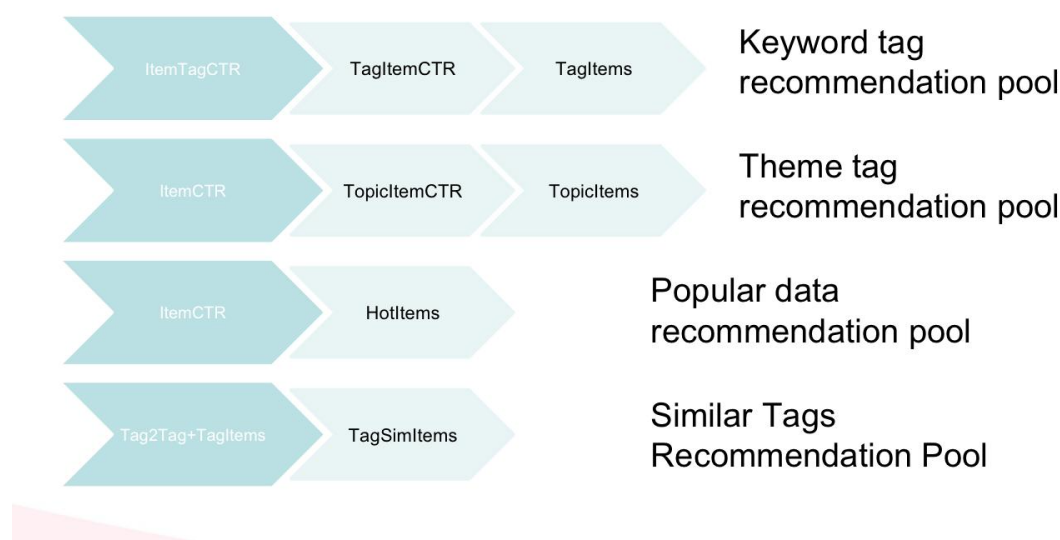 ItemTagCTR
TagItemCTR
TagItems
Keyword tag
recommendation pool
ItemCTR
TopicItemCTR
TopicItems
Theme tag
recommendation pool
ItemCTR
HotItems
Popular data
recommendation pool
Tag2Tag+TagItems
TagSimItems
Similar Tags
Recommendation Pool